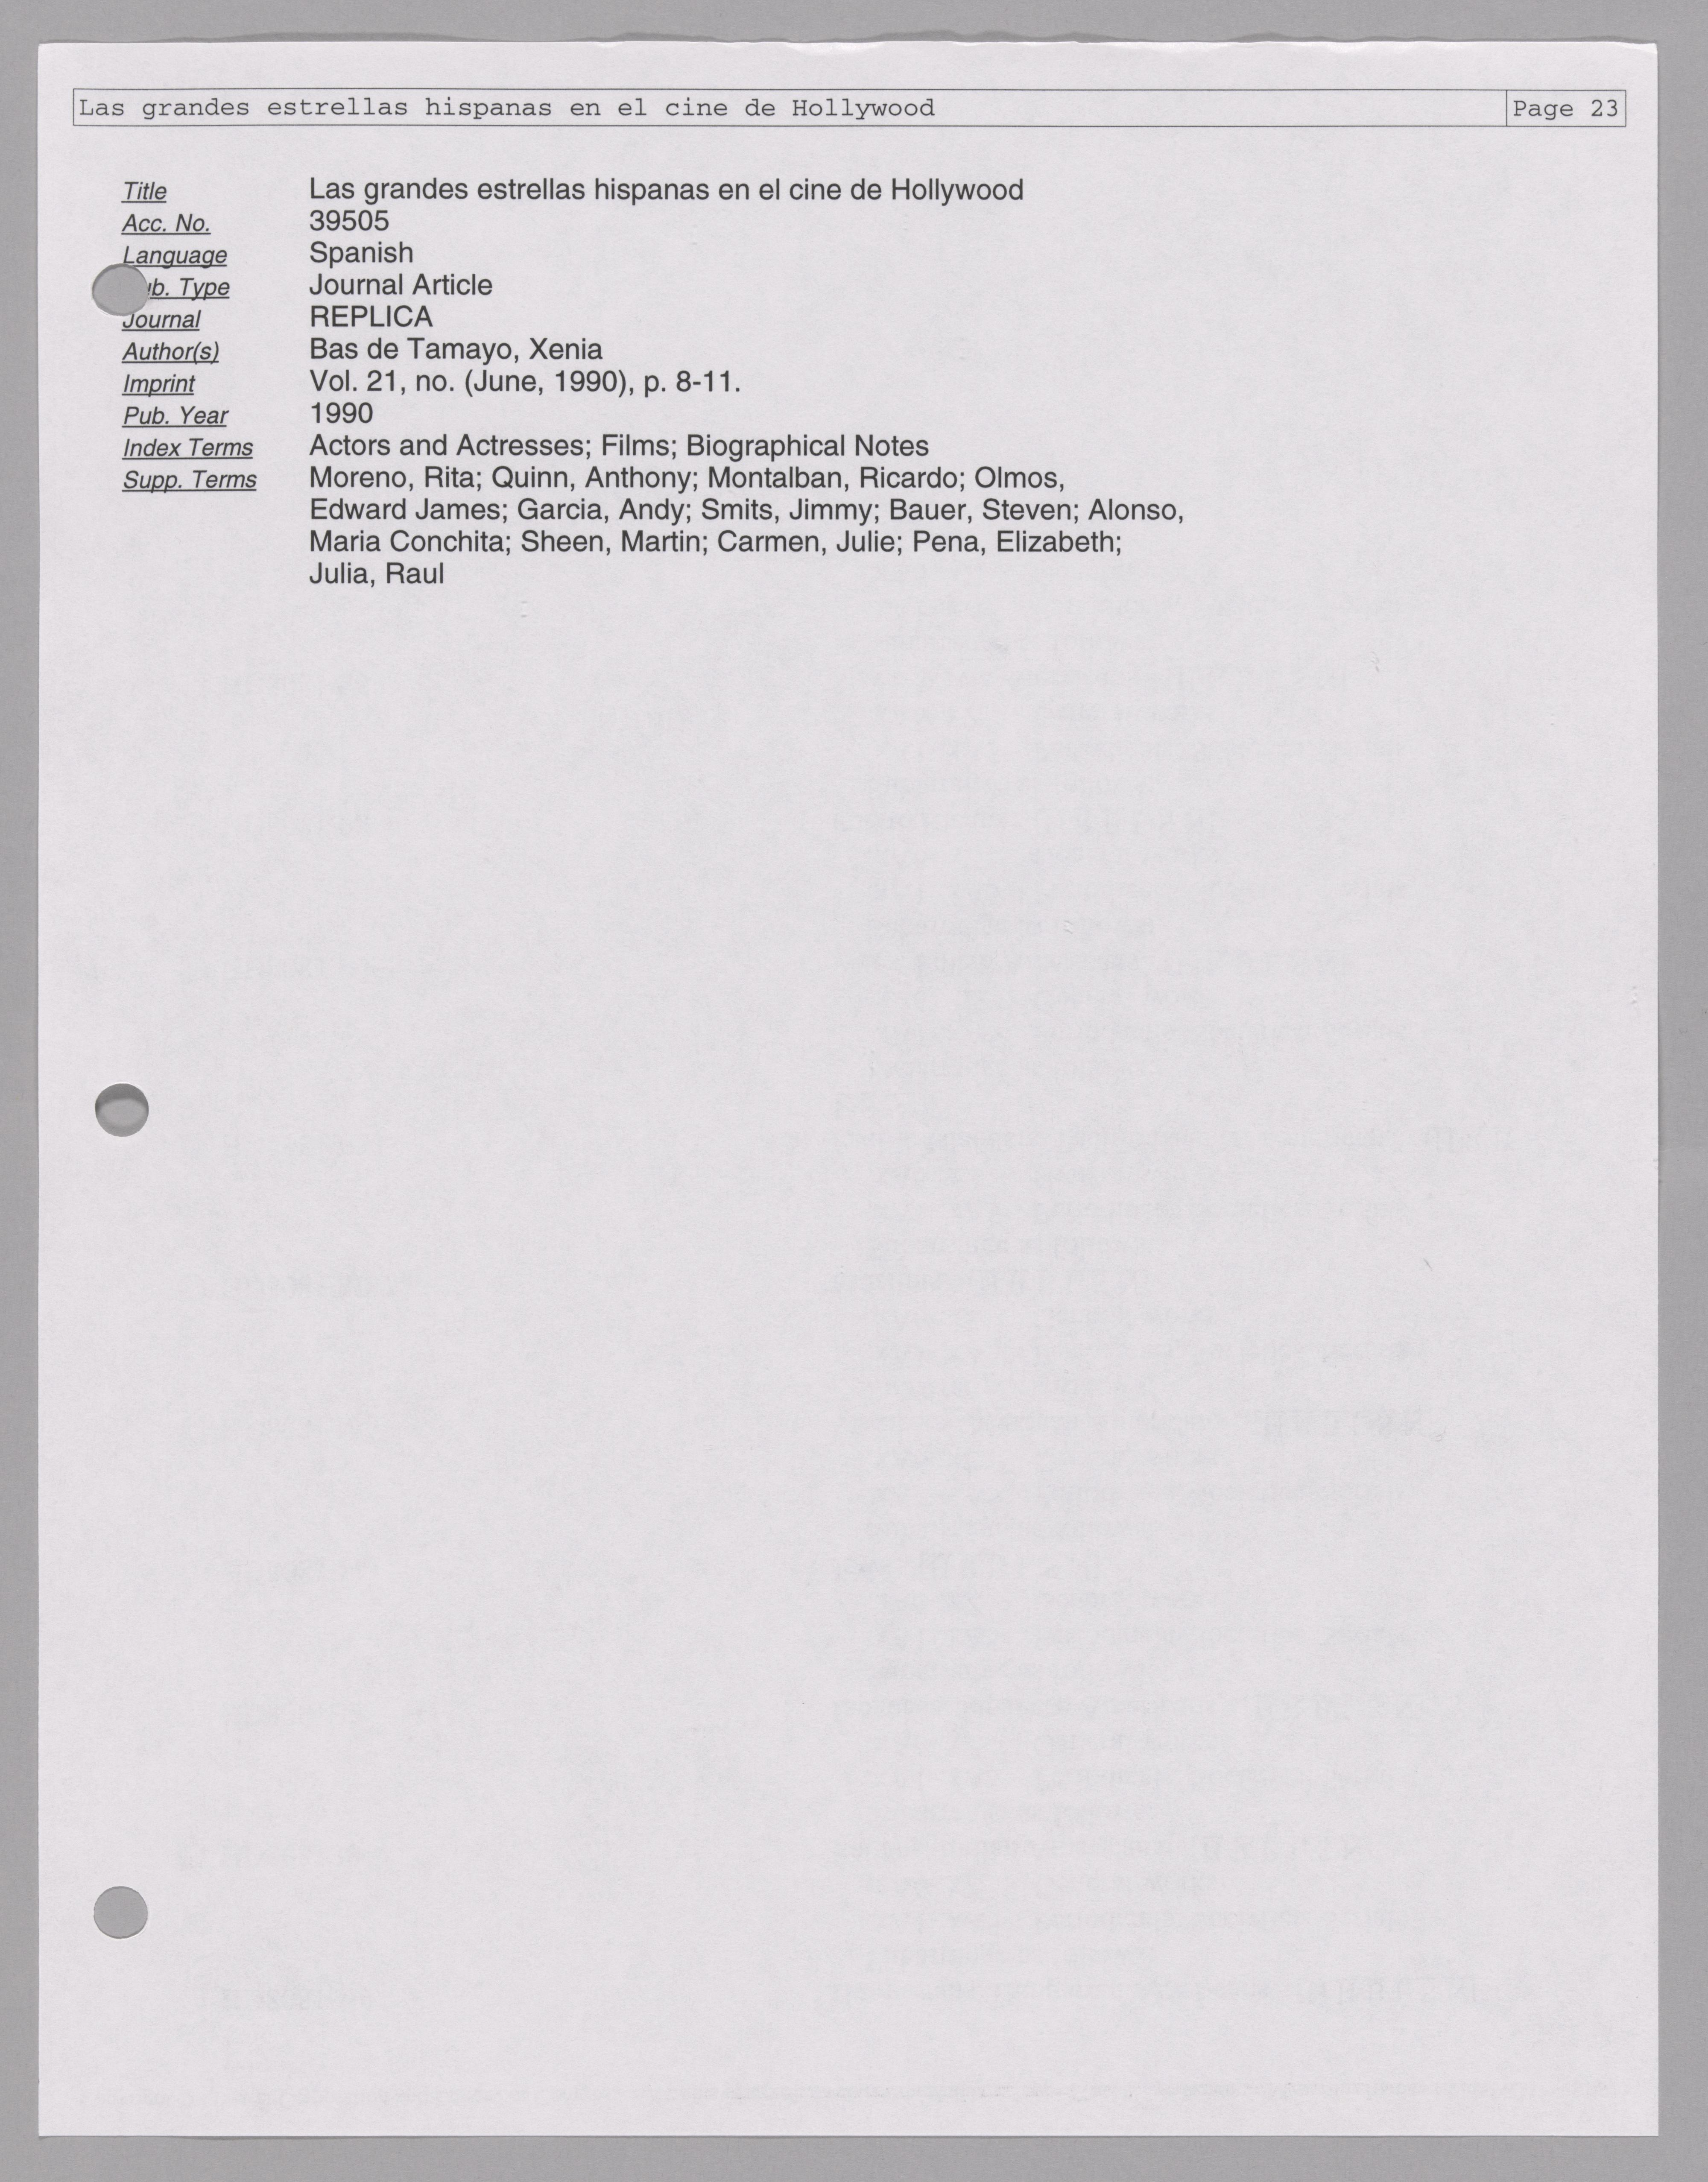 Las grandes estrellas hispanas en el cine de Hollywood Page 23
Title Las grandes estrellas hispanas en el cine de Hollywood
Acc. No. 39505
Language Spanish
ub. Type Journal Article
Journal REPLICA
Author(s) Bas de Tamayo, Xenia
Imprint Vol. 21, no. (June, 1990), p. 8-11.
Pub. Year 1990
Index Terms Actors and Actresses; Films; Biographical Notes
Supp. Terms Moreno, Rita; Quinn, Anthony; Montalban, Ricardo; Olmos,
Edward James; Garcia, Andy; Smits, Jimmy; Bauer, Steven; Alonso,
Maria Conchita; Sheen, Martin; Carmen, Julie; Pena, Elizabeth;
Julia, Raul